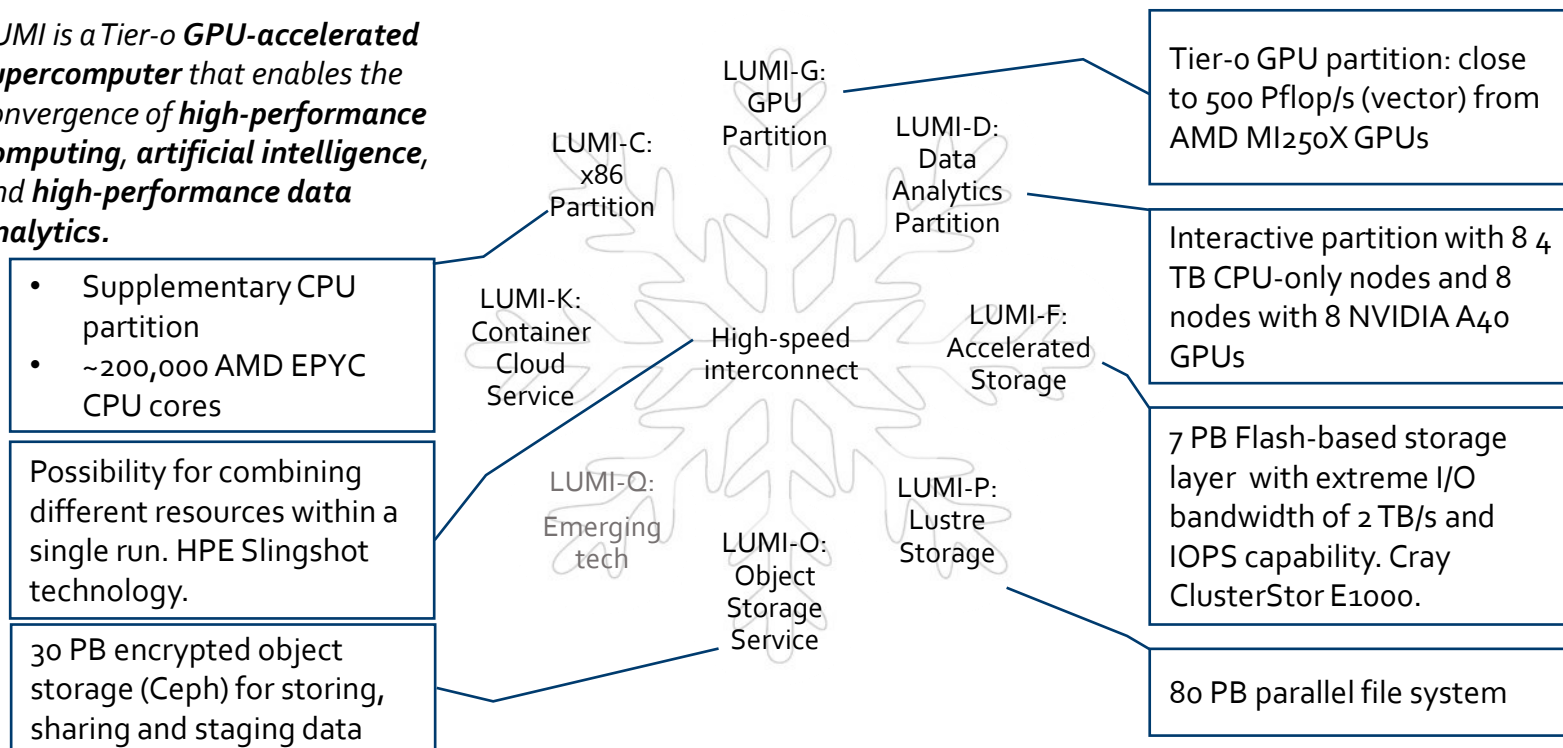 UMI is a Tier-0 GPU-accelerated
upercomputer that enables the
onvergence of high-performance
omputing, artificial intelligence,
nd high-performance data
nalytics.
• Supplementary CPU
partition
• ~200,000 AMD EPYC
CPU cores
Possibility for combining
different resources within a
single run. HPE Slingshot
technology.
30 PB encrypted object
storage (Ceph) for storing,
sharing and staging data
LUMI-G:
GPU
Partition
LUMI-C:
x86
Partition
LUMI-D:
Data
Analytics
Partition
LUMI-K:
Container
Cloud
Service
High-speed
interconnect
LUMI-F:
Accelerated
Storage
LUMI-Q:
Emerging
tech
LUMI-O:
Object
Storage
Service
LUMI-P:
Lustre
Storage
Tier-0 GPU partition: close
to 500 Pflop/s (vector) from
AMD MI250X GPUs
Interactive partition with 8 4
TB CPU-only nodes and 8
nodes with 8 NVIDIA A40
GPUs
7 PB Flash-based storage
layer with extreme I/O
bandwidth of 2 TB/s and
IOPS capability. Cray
ClusterStor E1000.
80 PB parallel file system